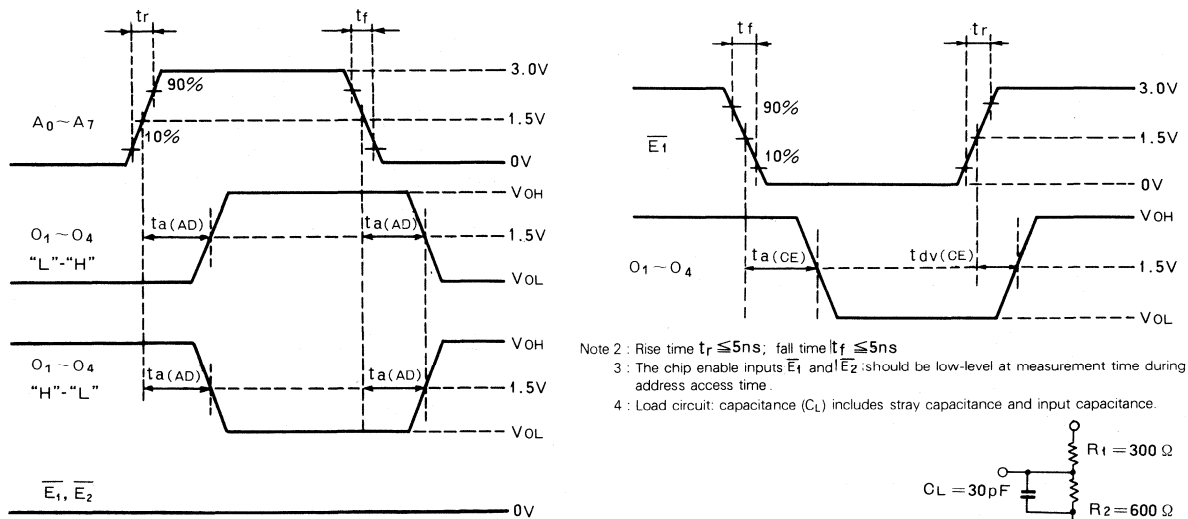 tr
tf
3.0V
90%
A0~A7
1.5V
10%
0V
VOH
ta(AD)
ta(AD)
O1~O4
1.5V
“L”-“H”
VOL
VOH
O1~O4
ta(AD)
ta(AD)
1.5V
“H”-“L”
VOL
E1, E2
0V
tf
tr
3.0V
90%
E1
1.5V
10%
0V
VOH
O1~O4
ta(CE)
tdv(CE)
1.5V
VOL
Note 2 : Rise time tr ≦5ns; fall time tf ≦5ns
3 : The chip enable inputs E1 and E2 should be low-level at measurement time during
address access time.
4 : Load circuit: capacitance (CL) includes stray capacitance and input capacitance.
R1=300 Ω
CL=30pF
R2=600 Ω